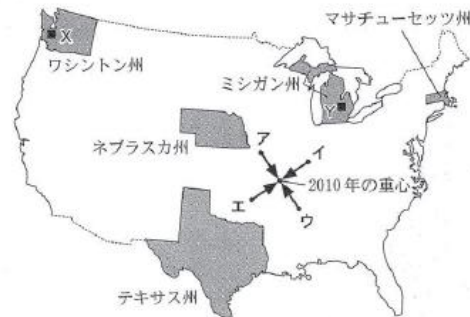 マサチューセッツ州
X
ワシントン州
ミシガン州
Y
ネブラスカ州
ア
イ
2010年の重心
エ
ウ
テキサス州